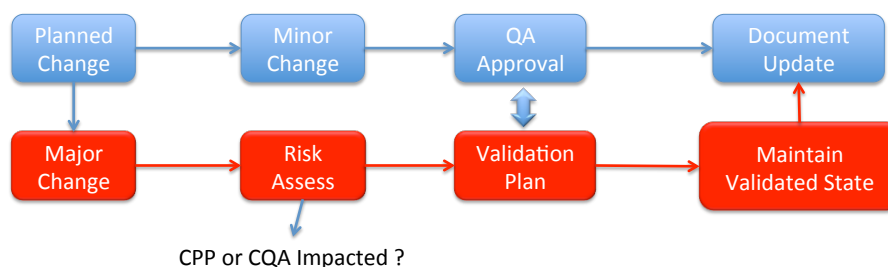 Planned
Change
Minor
Change
QA
Approval
Document
Update
Major
Change
Risk
Assess
Validation
Plan
Maintain
Validated State
CPP or CQA Impacted ?